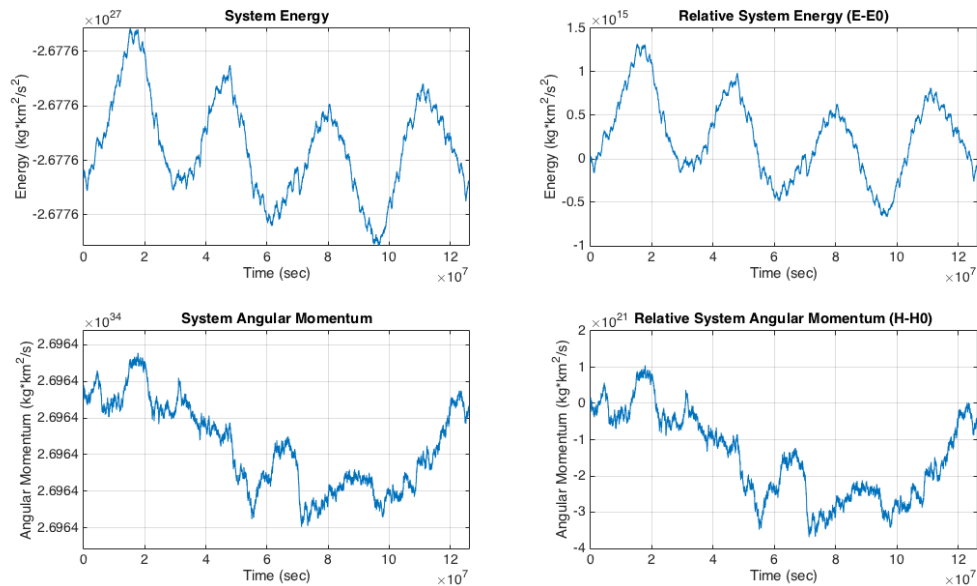 System Energy
×10^27
-2.6776
-2.6776
-2.6776
-2.6776
Energy (kg*km^2/s^2)
0 2 4 6 8 10 12
Time (sec)
×10^7
Relative System Energy (E-E0)
×10^15
1.5
1
0.5
0
-0.5
-1
Energy (kg*km^2/s^2)
0 2 4 6 8 10 12
Time (sec)
×10^7
System Angular Momentum
×10^34
2.6964
2.6964
2.6964
2.6964
2.6964
2.6964
Angular Momentum (kg*km^2/s)
0 2 4 6 8 10 12
Time (sec)
×10^7
Relative System Angular Momentum (H-H0)
×10^21
2
1
0
-1
-2
-3
-4
Angular Momentum (kg*km^2/s)
0 2 4 6 8 10 12
Time (sec)
×10^7